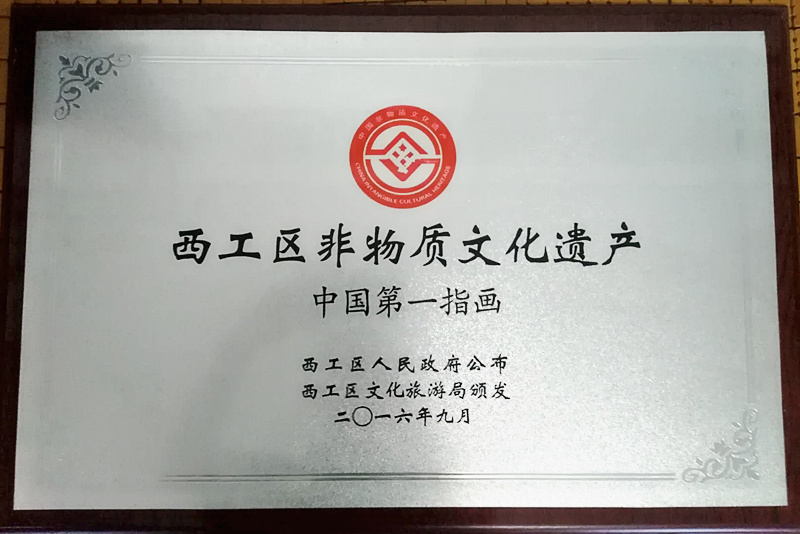 中国非物质文化遗产
CHINA INTANGIBLE CULTURAL HERITAGE
西工区非物质文化遗产
中国第一指画
西工区人民政府公布
西工区文化旅游局颁发
二〇一六年九月